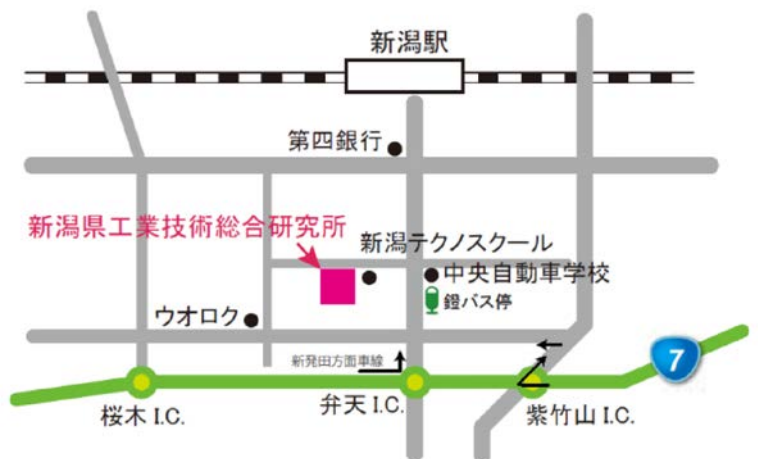 新潟駅
第四銀行
新潟県工業技術総合研究所
新潟テクノスクール
中央自動車学校
鐙バス停
ウオロク
新発田方面車線
7
桜木 I.C.
弁天 I.C.
紫竹山 I.C.